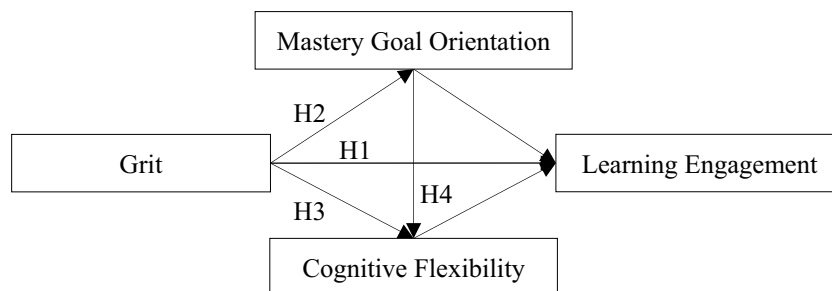 Mastery Goal Orientation
H2
Grit
H1
Learning Engagement
H3
H4
Cognitive Flexibility